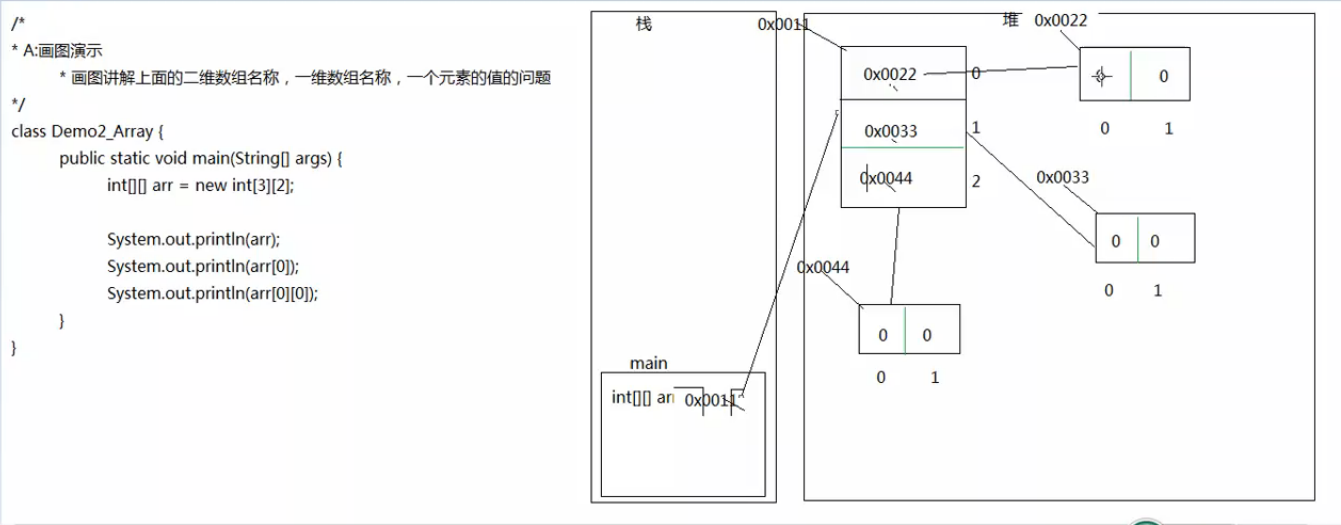 /*
* A:画图演示
* 画图讲解上面的二维数组名称，一维数组名称，一个元素的值的问题
*/
class Demo2_Array {
public static void main(String[] args) {
int[][] arr = new int[3][2];
System.out.println(arr);
System.out.println(arr[0]);
System.out.println(arr[0][0]);
}
}
栈
main
int[][] arr 0x0011
堆
0x0011
0x0022 0
0x0033 1
0x0044 2
0x0022
0
0 1
0x0033
0 0
0 1
0x0044
0 0
0 1